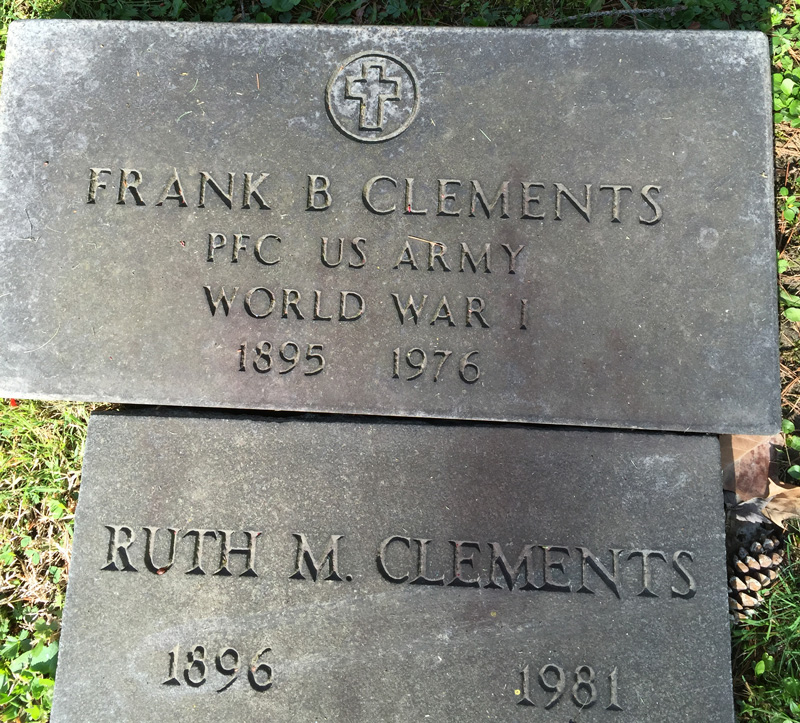 FRANK B CLEMENTS
PFC US ARMY
WORLD WAR I
1895 1976
RUTH M. CLEMENTS
1896 1981